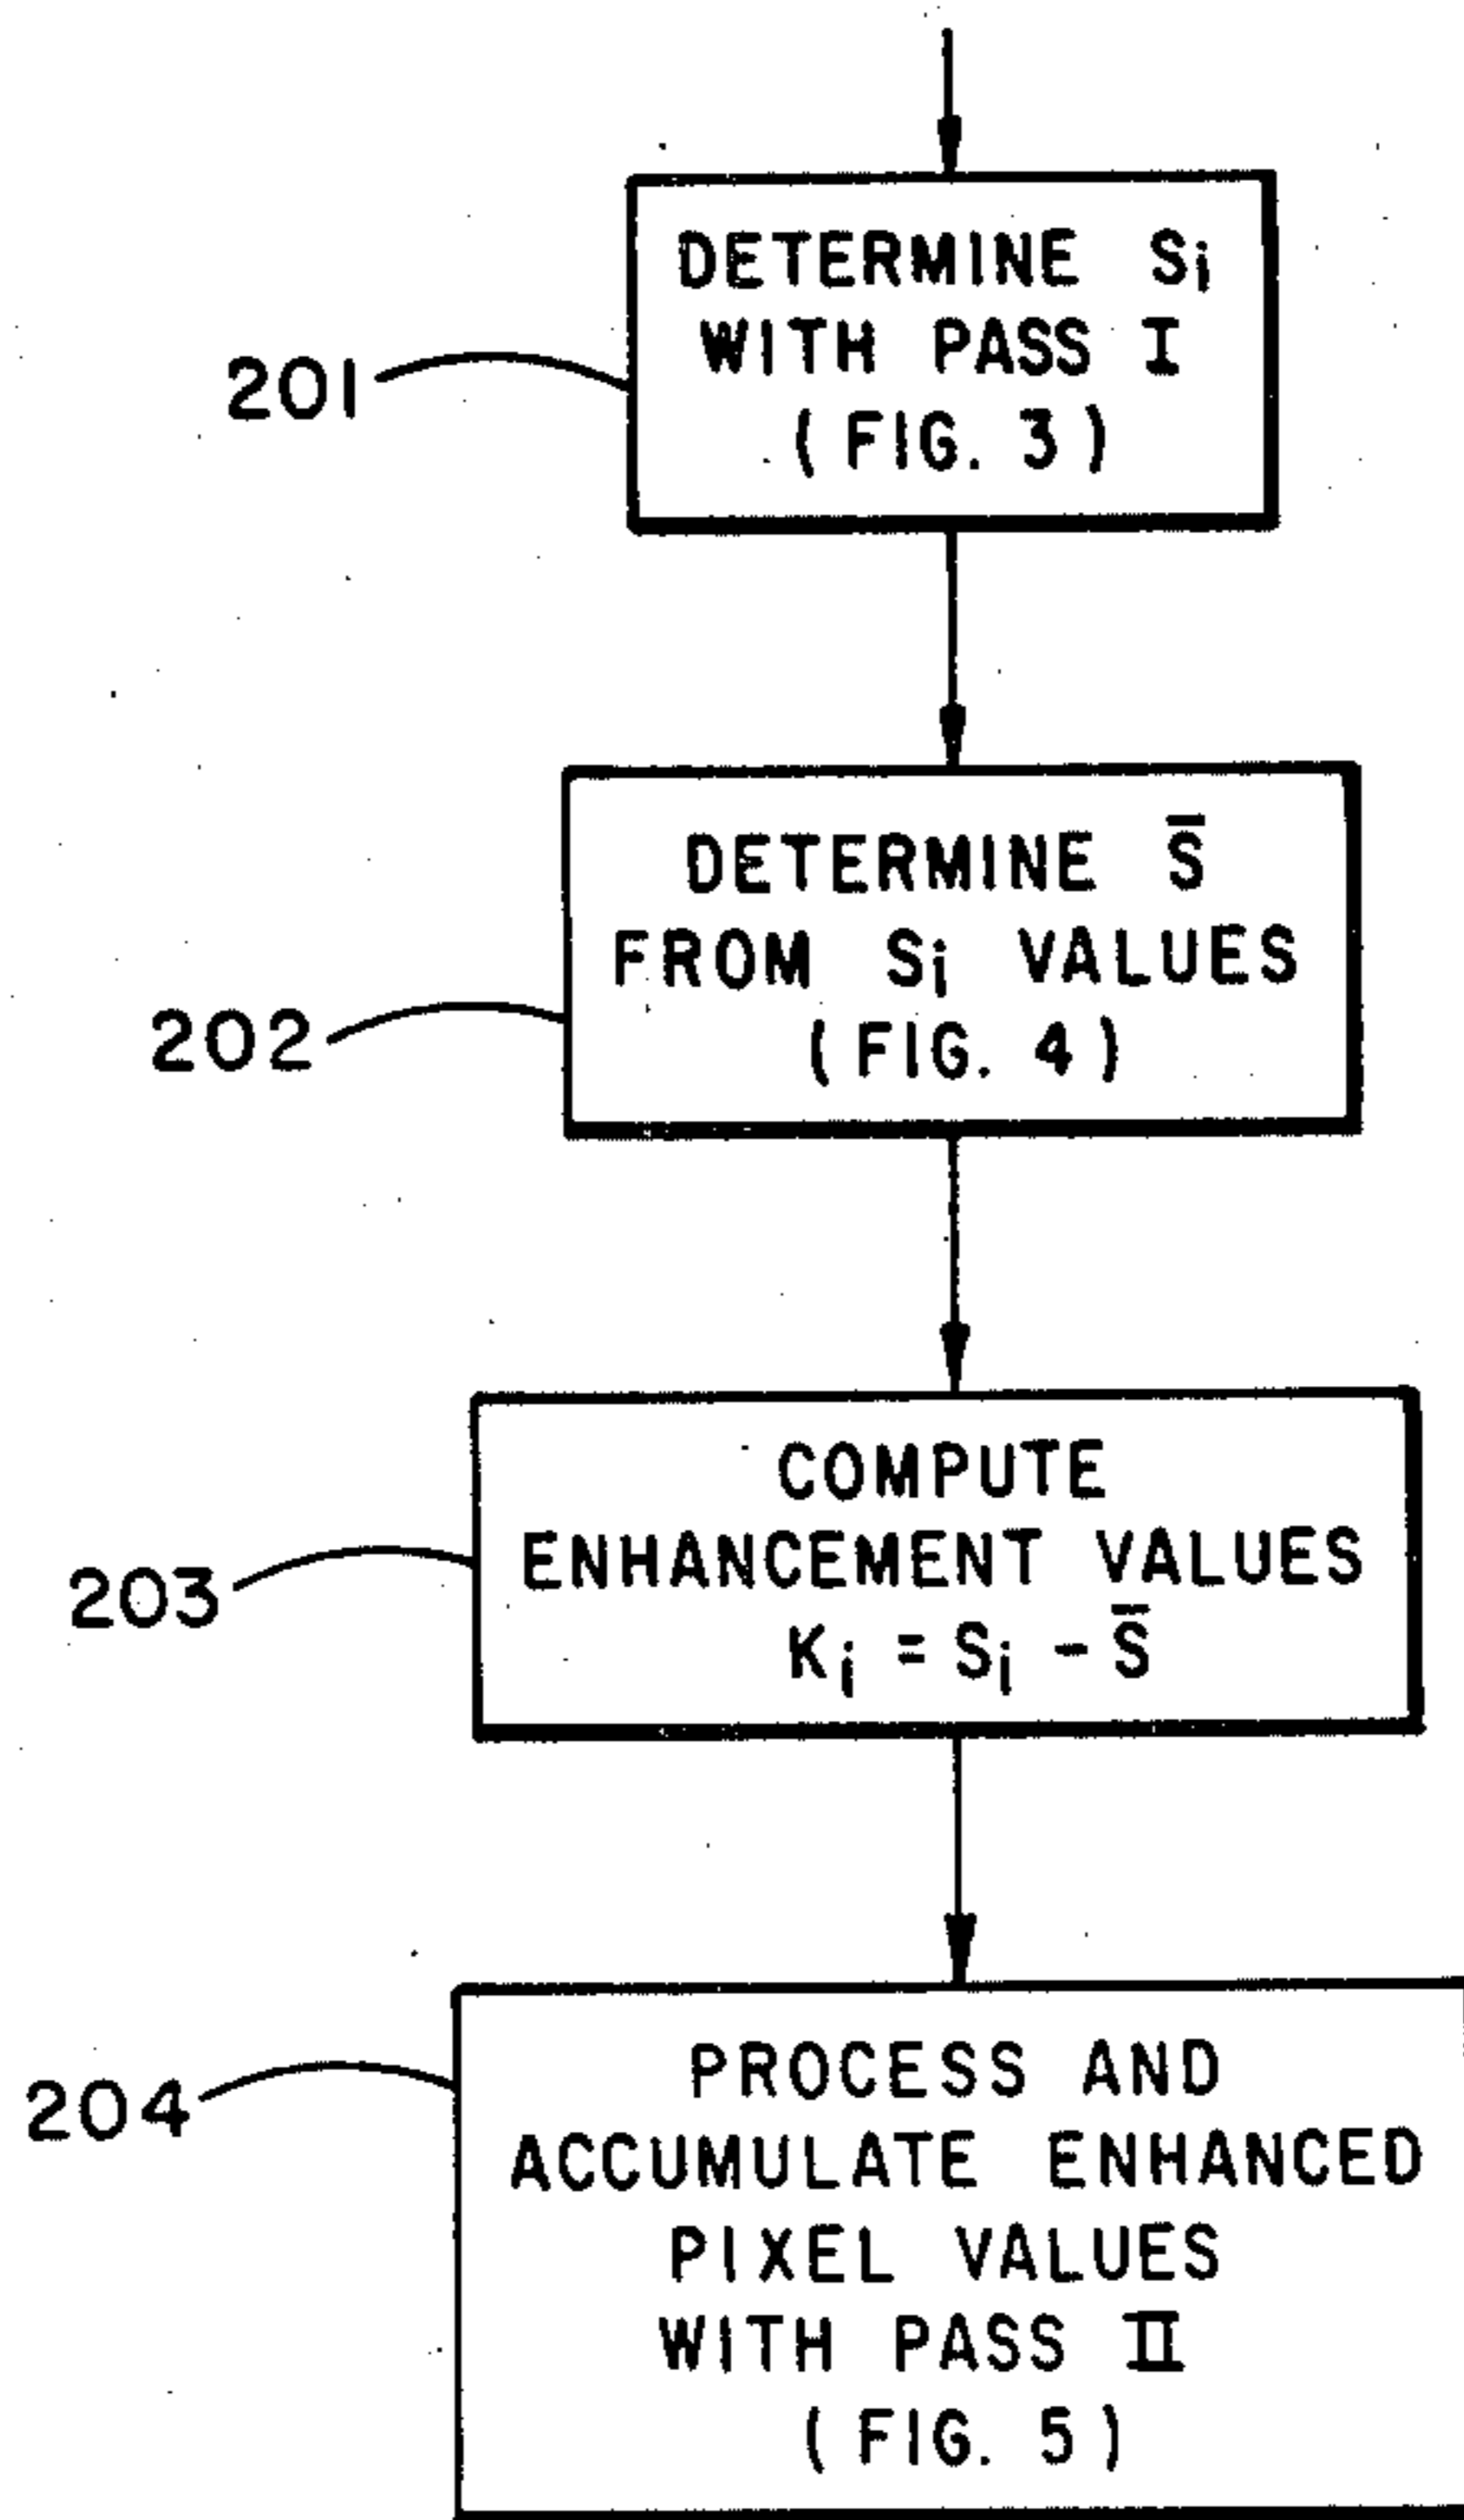 DETERMINE Si
WITH PASS I
(FIG. 3)
201
DETERMINE S̅
FROM Si VALUES
(FIG. 4)
202
COMPUTE
ENHANCEMENT VALUES
Ki = Si - S̅
203
PROCESS AND
ACCUMULATE ENHANCED
PIXEL VALUES
WITH PASS II
(FIG. 5)
204